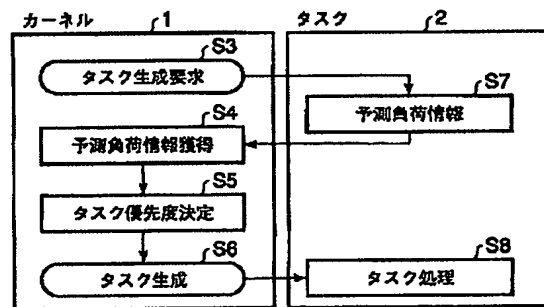 カーネル 1
タスク 2
S3
タスク生成要求
S7
予測負荷情報
S4
予測負荷情報獲得
S5
タスク優先度決定
S6
タスク生成
S8
タスク処理